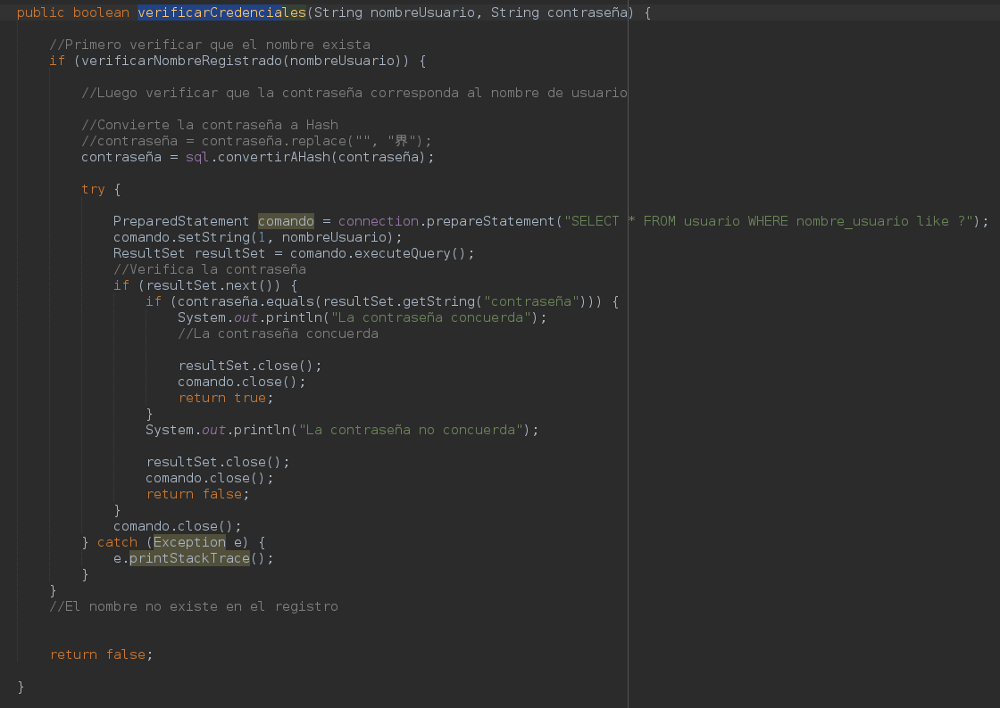 public boolean verificarCredenciales(String nombreUsuario, String contraseña) {
//Primero verificar que el nombre exista
if (verificarNombreRegistrado(nombreUsuario)) {
//Luego verificar que la contraseña corresponda al nombre de usuario
//Convierte la contraseña a Hash
//contraseña = contraseña.replace("", "界");
contraseña = sql.convertirAHash(contraseña);
try {
PreparedStatement comando = connection.prepareStatement("SELECT * FROM usuario WHERE nombre_usuario like ?");
comando.setString(1, nombreUsuario);
ResultSet resultSet = comando.executeQuery();
//Verifica la contraseña
if (resultSet.next()) {
if (contraseña.equals(resultSet.getString("contraseña"))) {
System.out.println("La contraseña concuerda");
//La contraseña concuerda
resultSet.close();
comando.close();
return true;
}
System.out.println("La contraseña no concuerda");
resultSet.close();
comando.close();
return false;
}
comando.close();
} catch (Exception e) {
e.printStackTrace();
}
}
//El nombre no existe en el registro
return false;
}